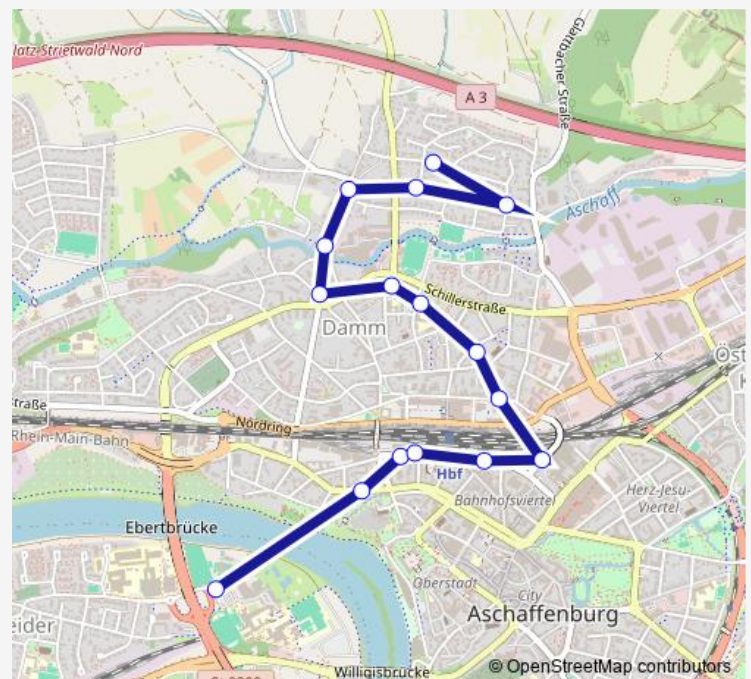 latz Strietwald-Nord
A 3
Glattbacher Straße
Aschaff
Schillerstraße
Damm
Öst
straße
Nordring
Rhein-Main-Bahn
Hbf
Bahnhofsviertel
Herz-Jesu-
Viertel
Ebertbrücke
Oberstadt
City
Aschaffenburg
eider
Willigisbrücke
© OpenStreetMap contributors